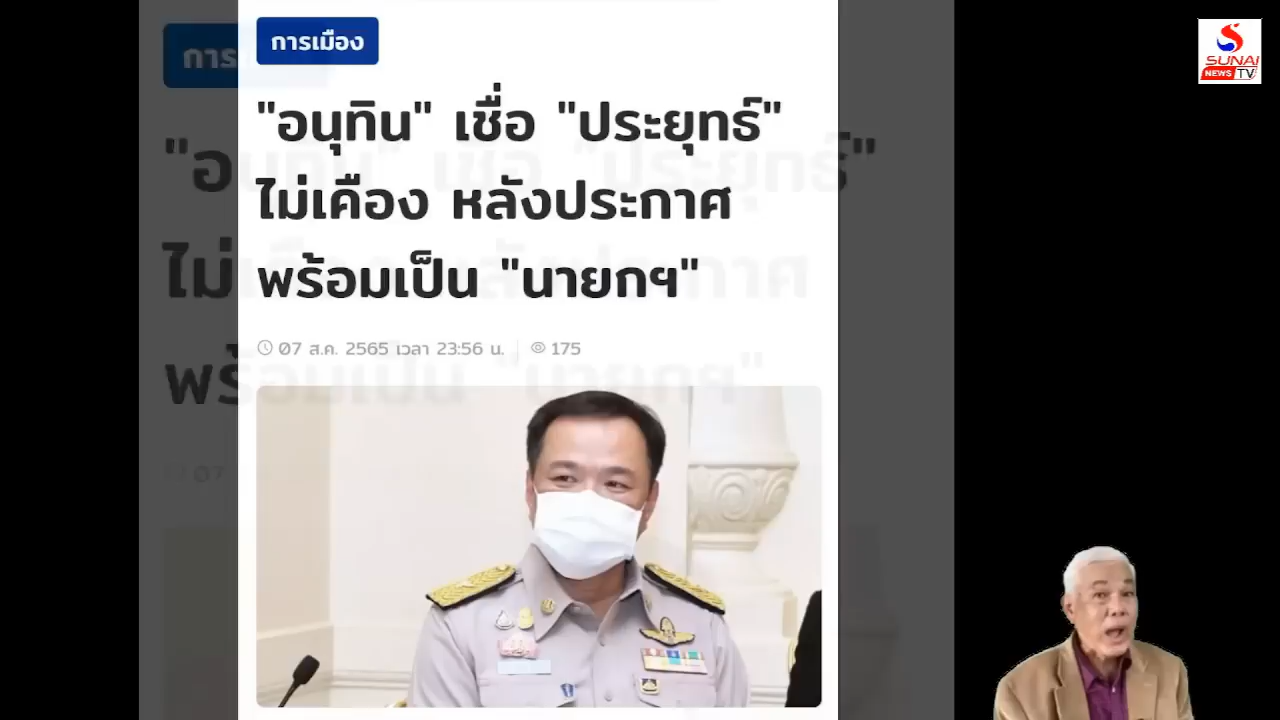 การเมือง
"อนุทิน" เชื่อ "ประยุทธ์"
ไม่เคือง หลังประกาศ
พร้อมเป็น "นายกฯ"
07 ส.ค. 2565 เวลา 23:56 น. 175
SUNAI
NEWS TV